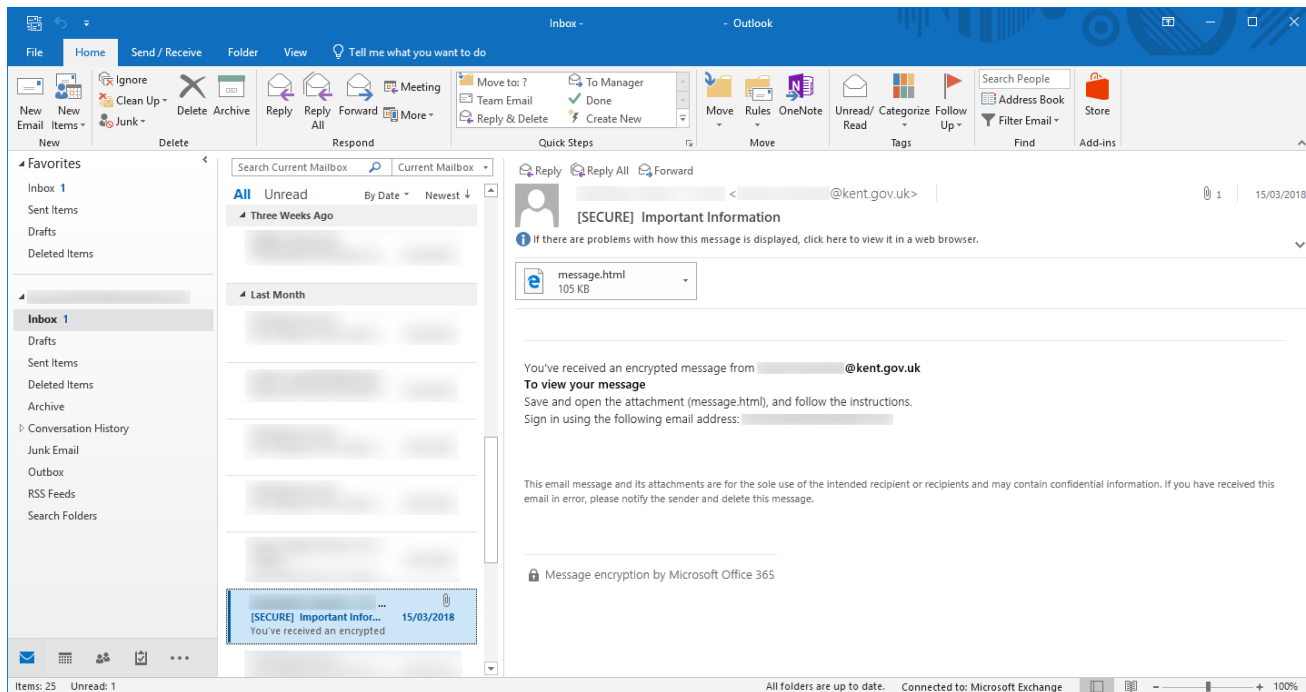 Inbox - - Outlook
File Home Send / Receive Folder View Tell me what you want to do
New Email
New Items
Ignore
Clean Up
Junk
Delete
Archive
Reply
Reply All
Forward
Meeting
More
Move to: ?
Team Email
Reply & Delete
To Manager
Done
Create New
Move
Rules
OneNote
Unread/ Read
Categorize
Follow Up
Search People
Address Book
Filter Email
Store
New Delete Respond Quick Steps Move Tags Find Add-ins
Favorites
Inbox 1
Sent Items
Drafts
Deleted Items
Inbox 1
Drafts
Sent Items
Deleted Items
Archive
Conversation History
Junk Email
Outbox
RSS Feeds
Search Folders
Search Current Mailbox Current Mailbox
All Unread By Date Newest ↓
Three Weeks Ago
Last Month
...
[SECURE] Important Infor... 15/03/2018
You've received an encrypted
Reply Reply All Forward
< @kent.gov.uk> 1 15/03/2018
[SECURE] Important Information
If there are problems with how this message is displayed, click here to view it in a web browser.
message.html
105 KB
You've received an encrypted message from @kent.gov.uk
To view your message
Save and open the attachment (message.html), and follow the instructions.
Sign in using the following email address:
This email message and its attachments are for the sole use of the intended recipient or recipients and may contain confidential information. If you have received this
email in error, please notify the sender and delete this message.
Message encryption by Microsoft Office 365
Items: 25 Unread: 1 All folders are up to date. Connected to: Microsoft Exchange - + 100%